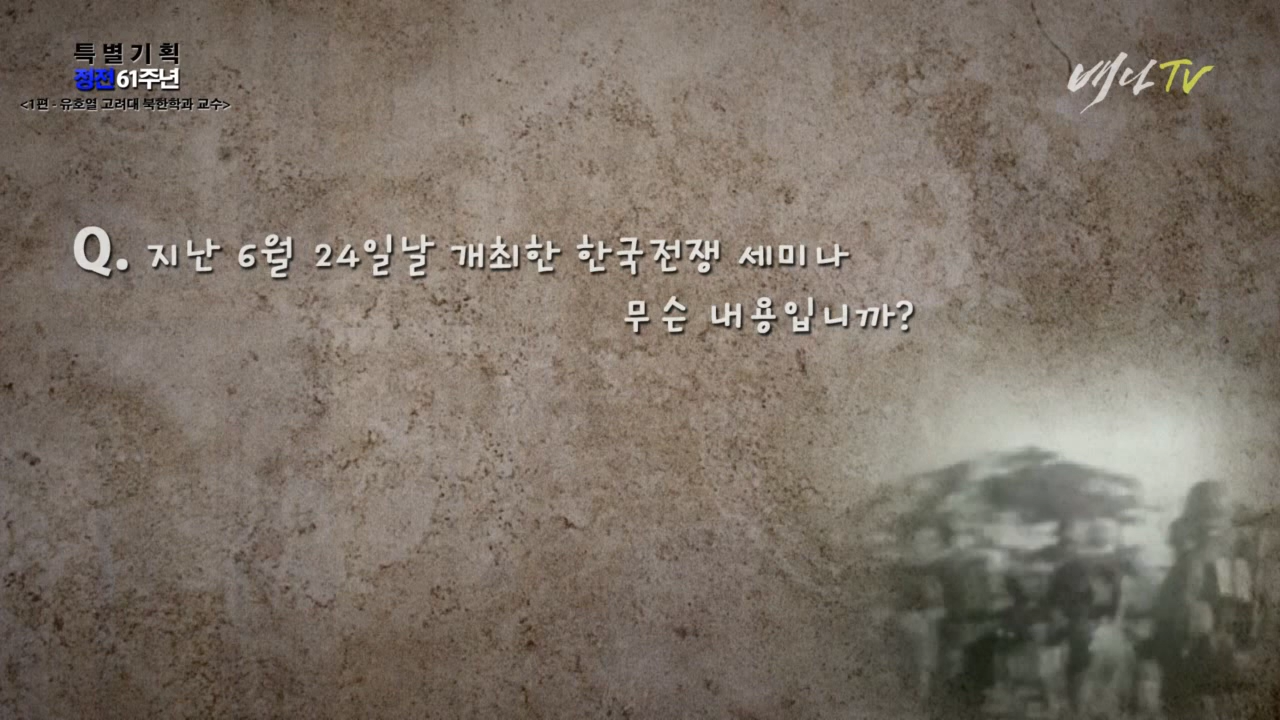 특별기획
정전61주년
<1편 - 유호열 고려대 북한학과 교수>
배나TV
Q. 지난 6월 24일날 개최한 한국전쟁 세미나
무슨 내용입니까?